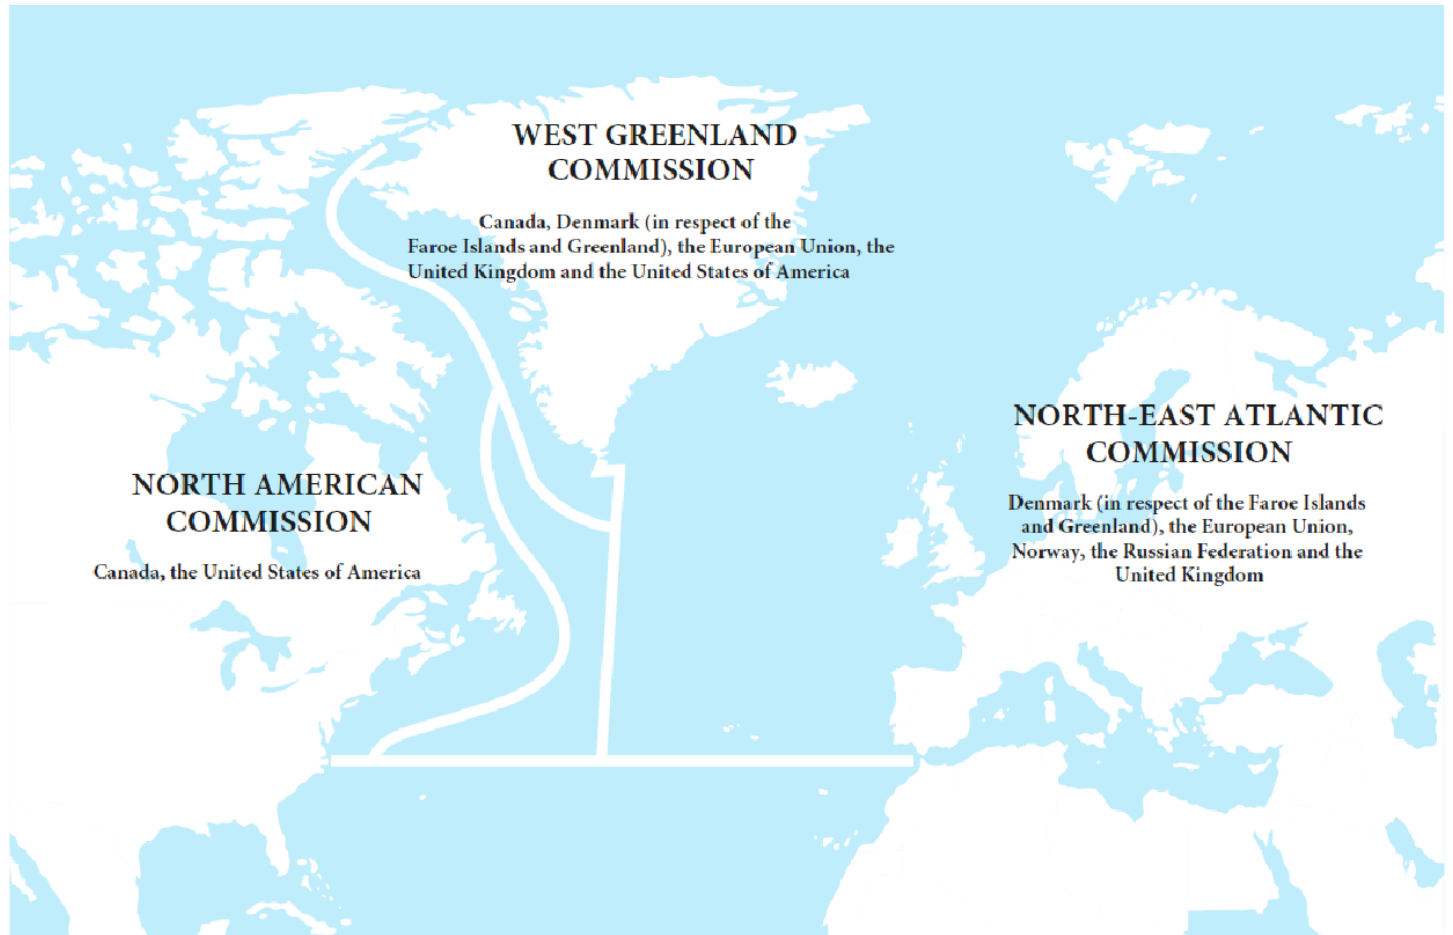 WEST GREENLAND
COMMISSION
Canada, Denmark (in respect of the
Faroe Islands and Greenland), the European Union, the
United Kingdom and the United States of America
NORTH-EAST ATLANTIC
COMMISSION
Denmark (in respect of the Faroe Islands
and Greenland), the European Union,
Norway, the Russian Federation and the
United Kingdom
NORTH AMERICAN
COMMISSION
Canada, the United States of America